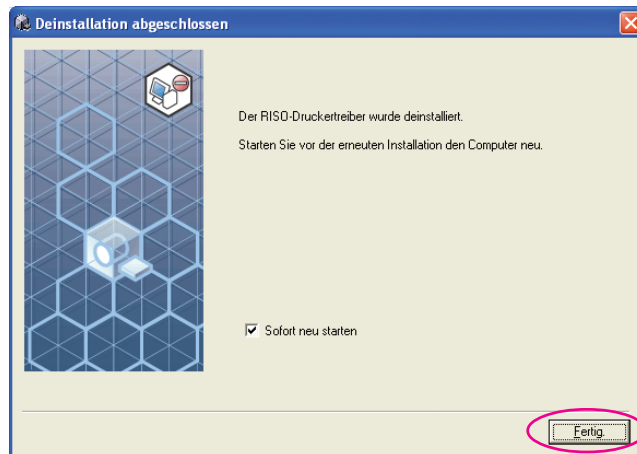 Deinstallation abgeschlossen
Der RISO-Druckertreiber wurde deinstalliert.
Starten Sie vor der erneuten Installation den Computer neu.
Sofort neu starten
Fertig.